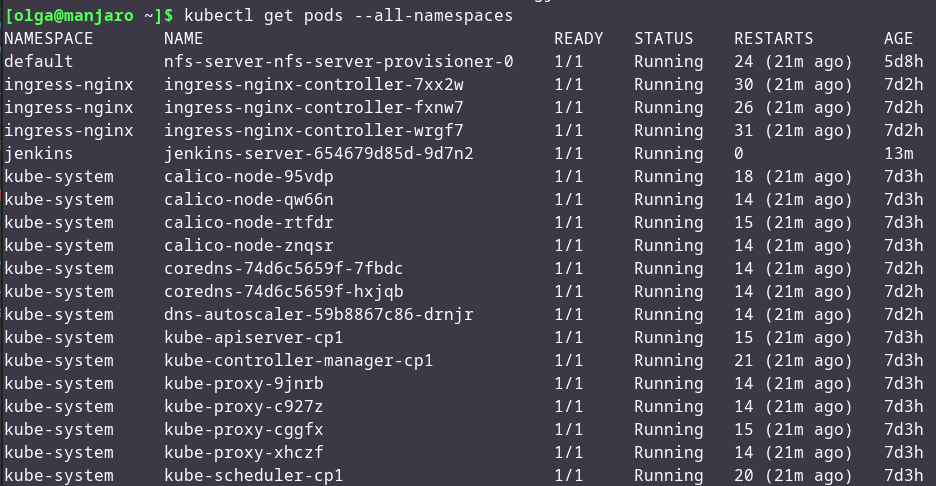 [olga@manjaro ~]$ kubectl get pods --all-namespaces
NAMESPACE       NAME                                   READY   STATUS    RESTARTS       AGE
default         nfs-server-nfs-server-provisioner-0    1/1     Running   24 (21m ago)   5d8h
ingress-nginx   ingress-nginx-controller-7xx2w         1/1     Running   30 (21m ago)   7d2h
ingress-nginx   ingress-nginx-controller-fxnw7         1/1     Running   26 (21m ago)   7d2h
ingress-nginx   ingress-nginx-controller-wrgf7         1/1     Running   31 (21m ago)   7d2h
jenkins         jenkins-server-654679d85d-9d7n2        1/1     Running   0              13m
kube-system     calico-node-95vdp                      1/1     Running   18 (21m ago)   7d3h
kube-system     calico-node-qw66n                      1/1     Running   14 (21m ago)   7d3h
kube-system     calico-node-rtfdr                      1/1     Running   15 (21m ago)   7d3h
kube-system     calico-node-znqsr                      1/1     Running   14 (21m ago)   7d3h
kube-system     coredns-74d6c5659f-7fbdc               1/1     Running   14 (21m ago)   7d2h
kube-system     coredns-74d6c5659f-hxjqb               1/1     Running   14 (21m ago)   7d2h
kube-system     dns-autoscaler-59b8867c86-drnjr        1/1     Running   14 (21m ago)   7d2h
kube-system     kube-apiserver-cp1                     1/1     Running   15 (21m ago)   7d3h
kube-system     kube-controller-manager-cp1            1/1     Running   21 (21m ago)   7d3h
kube-system     kube-proxy-9jnrb                       1/1     Running   14 (21m ago)   7d3h
kube-system     kube-proxy-c927z                       1/1     Running   14 (21m ago)   7d3h
kube-system     kube-proxy-cggfx                       1/1     Running   15 (21m ago)   7d3h
kube-system     kube-proxy-xhczf                       1/1     Running   14 (21m ago)   7d3h
kube-system     kube-scheduler-cp1                     1/1     Running   20 (21m ago)   7d3h